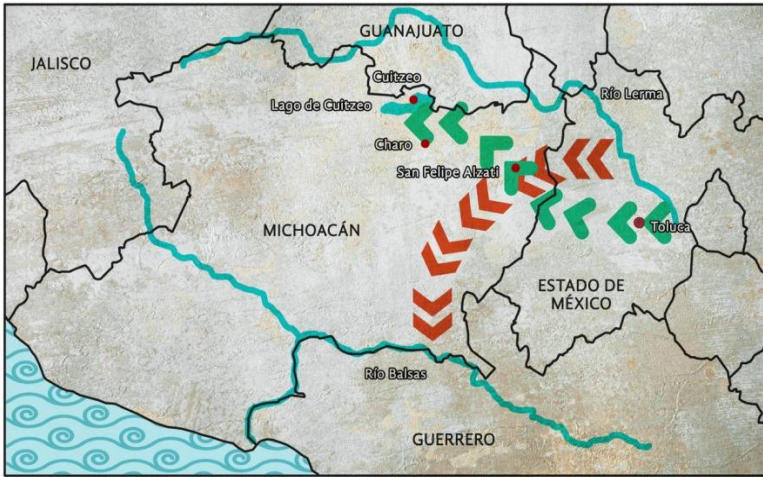 GUANAJUATO
JALISCO
Cuitzeo
Río Lerma
Lago de Cuitzeo
Charo
San Felipe Alzati
MICHOACÁN
Toluca
ESTADO DE
MÉXICO
Río Balsas
GUERRERO